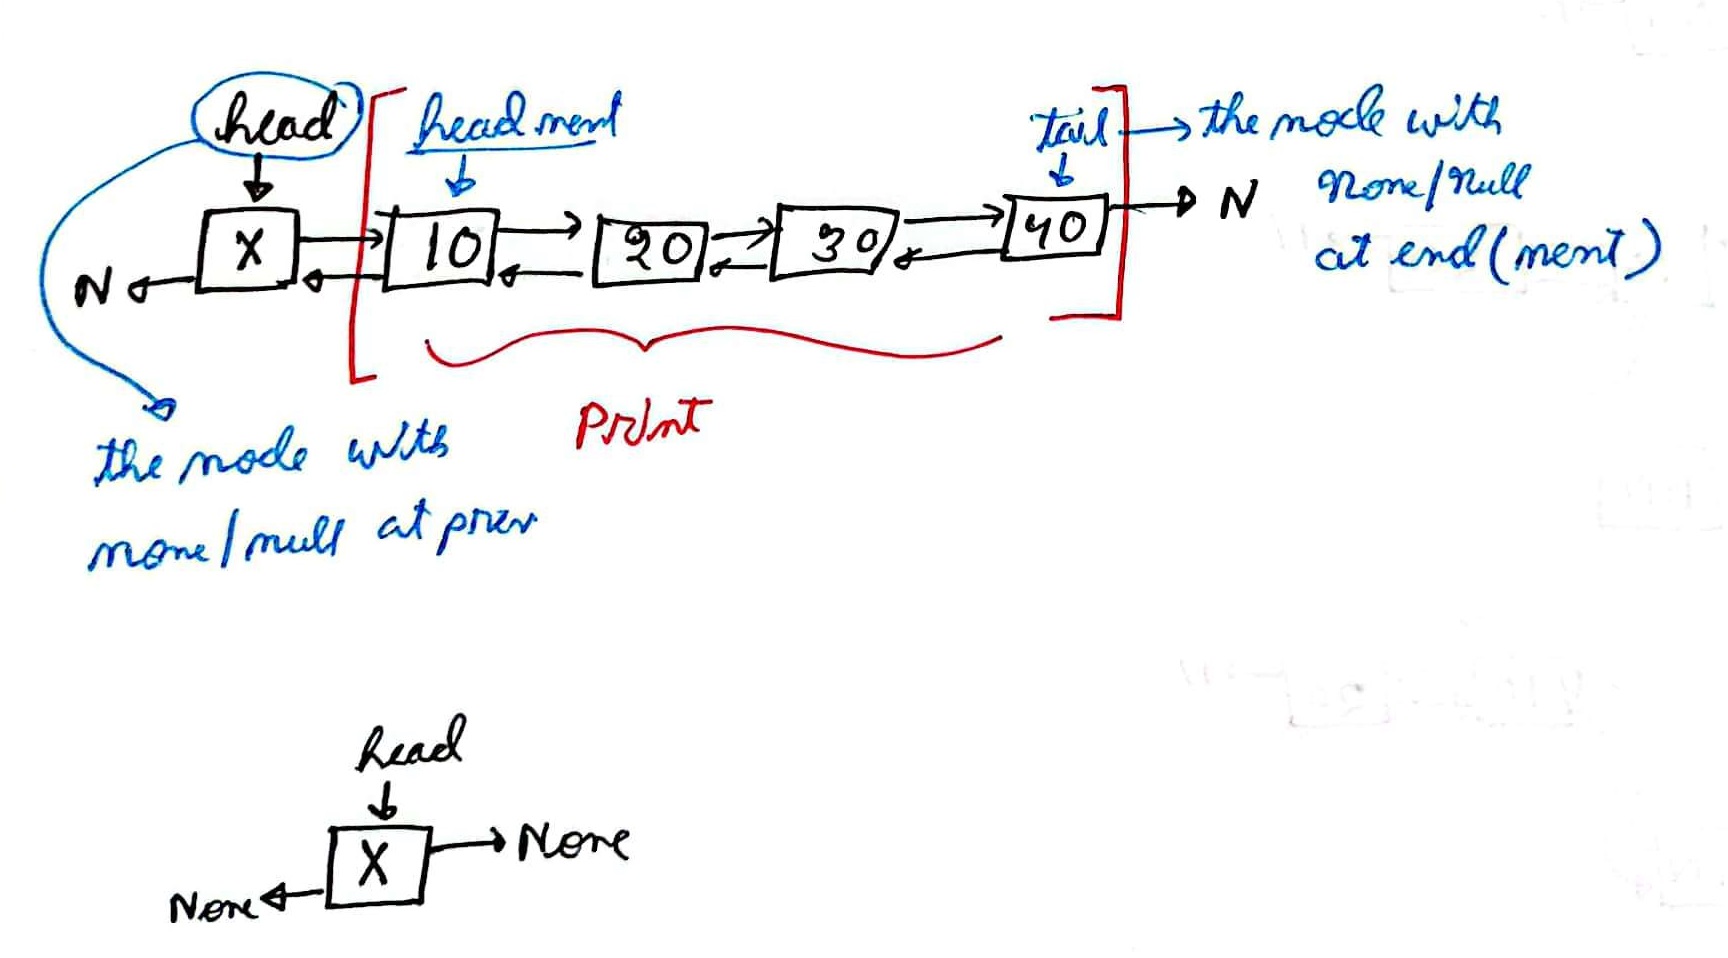 head
head next
tail → the node with
None/Null
at end (next)
X
10
20
30
40
N
N
Print
the node with
none/null at prev
head
X
None
None